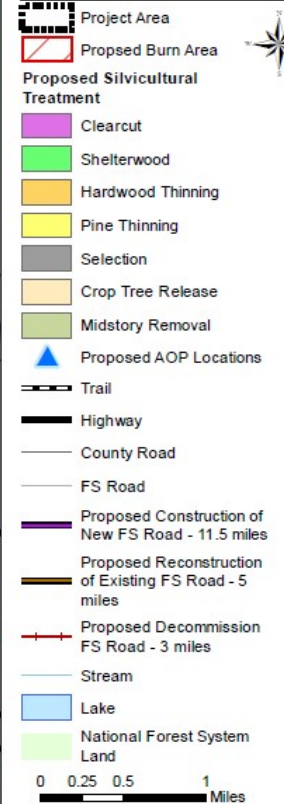 Project Area
Propsed Burn Area
Proposed Silvicultural
Treatment
Clearcut
Shelterwood
Hardwood Thinning
Pine Thinning
Selection
Crop Tree Release
Midstory Removal
Proposed AOP Locations
Trail
Highway
County Road
FS Road
Proposed Construction of
New FS Road - 11.5 miles
Proposed Reconstruction
of Existing FS Road - 5
miles
Proposed Decommission
FS Road - 3 miles
Stream
Lake
National Forest System
Land
0 0.25 0.5 1
Miles